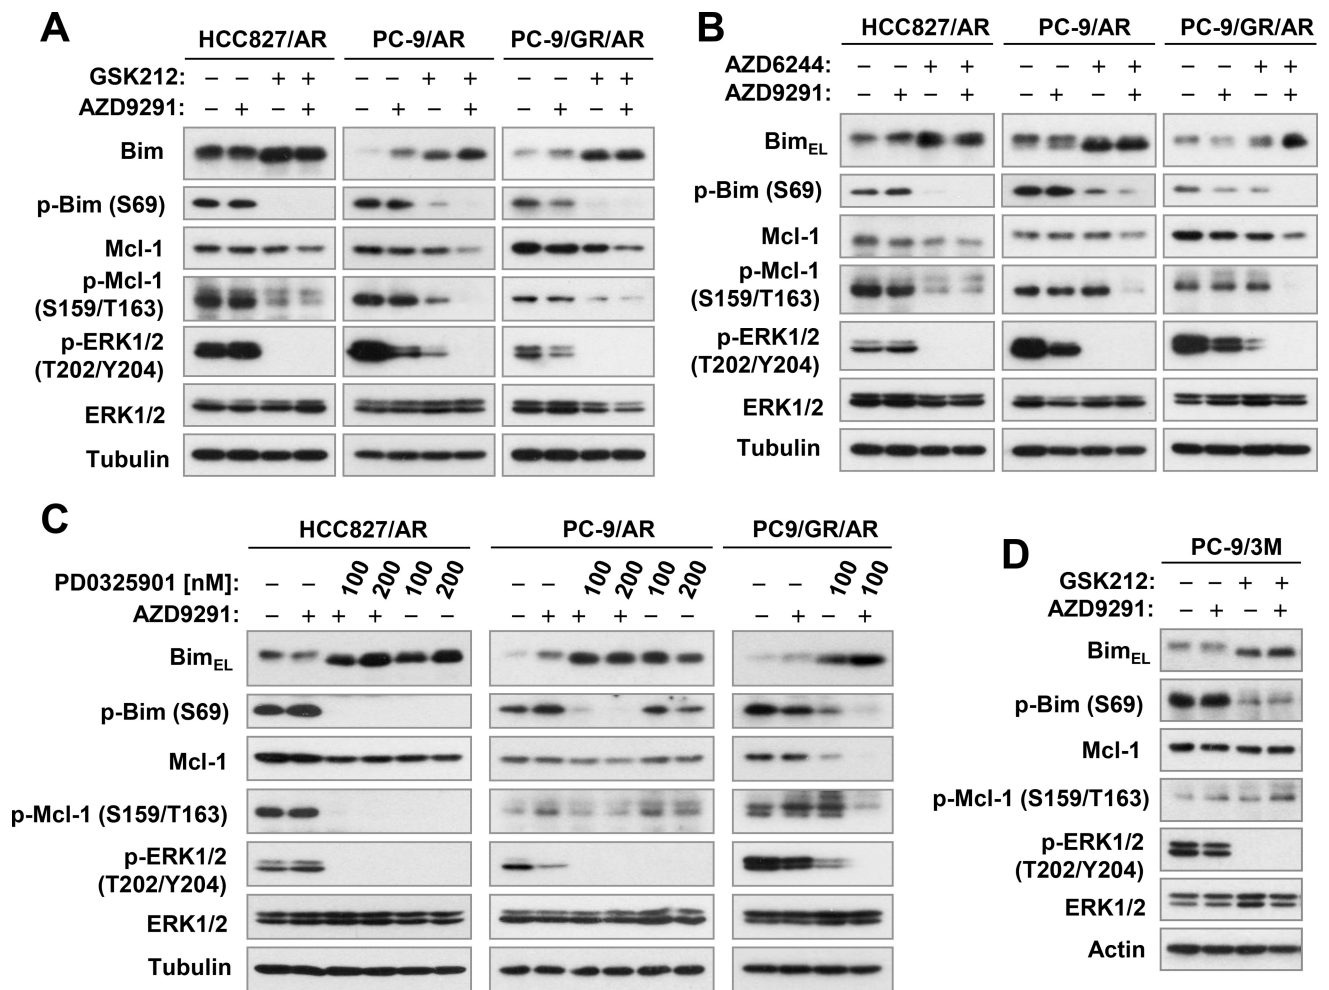 A
HCC827/AR PC-9/AR PC-9/GR/AR
GSK212: – – + + – – + + – – + +
AZD9291: – + – + – + – + – + – +
Bim
p-Bim (S69)
Mcl-1
p-Mcl-1
(S159/T163)
p-ERK1/2
(T202/Y204)
ERK1/2
Tubulin
B
HCC827/AR PC-9/AR PC-9/GR/AR
AZD6244: – – + + – – + + – – + +
AZD9291: – + – + – + – + – + – +
BimEL
p-Bim (S69)
Mcl-1
p-Mcl-1
(S159/T163)
p-ERK1/2
(T202/Y204)
ERK1/2
Tubulin
C
HCC827/AR PC-9/AR PC9/GR/AR
PD0325901 [nM]: – – 100 200 100 200 – – 100 200 100 200 – – 100 100
AZD9291: – + + + – – – + + + – – – + – +
BimEL
p-Bim (S69)
Mcl-1
p-Mcl-1 (S159/T163)
p-ERK1/2
(T202/Y204)
ERK1/2
Tubulin
D
PC-9/3M
GSK212: – – + +
AZD9291: – + – +
BimEL
p-Bim (S69)
Mcl-1
p-Mcl-1 (S159/T163)
p-ERK1/2
(T202/Y204)
ERK1/2
Actin